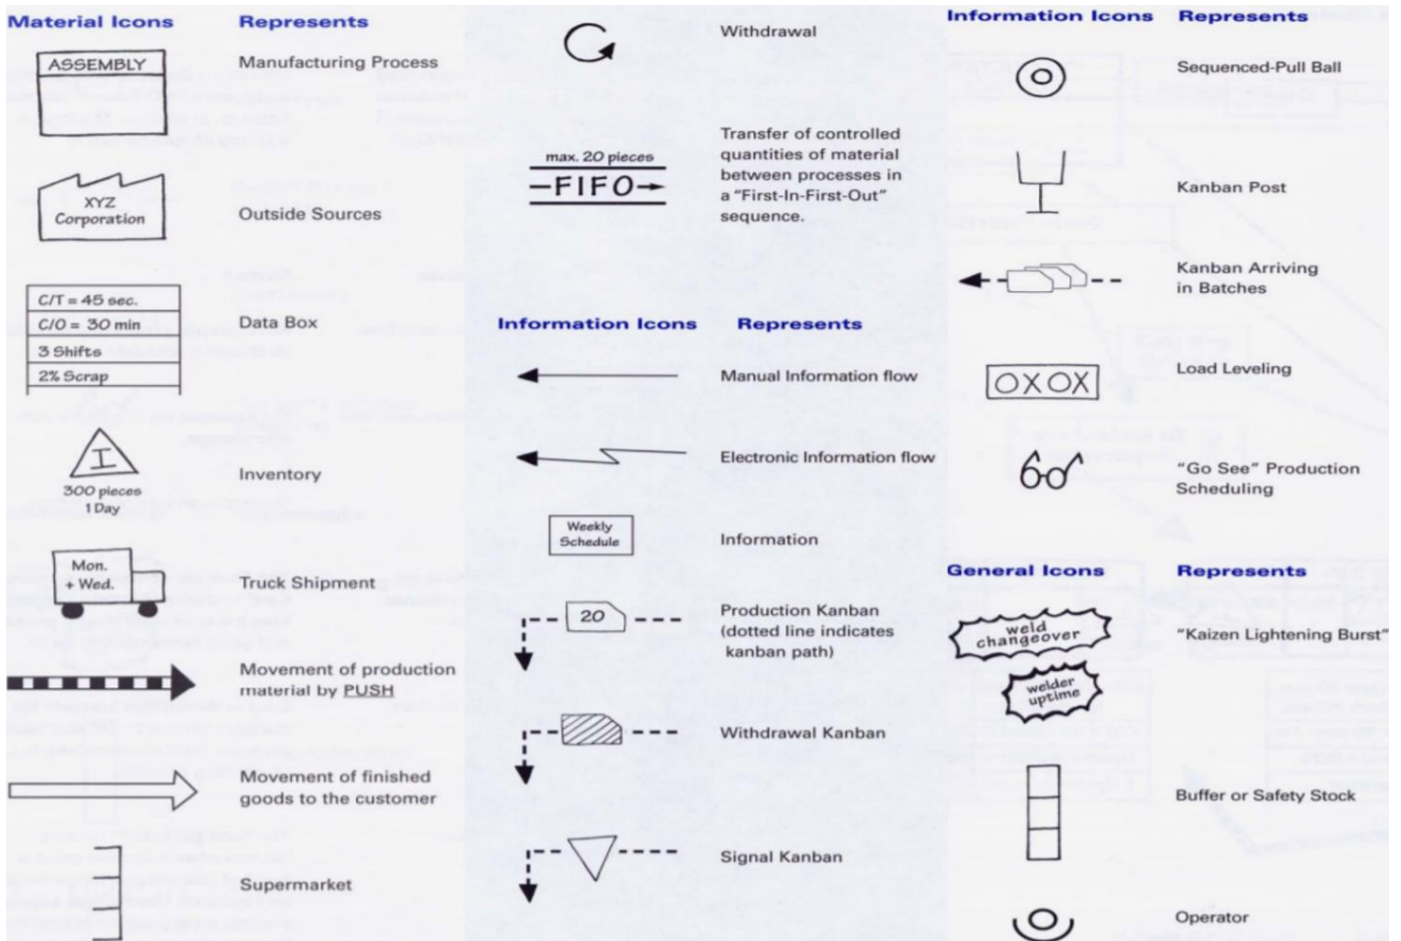 Material Icons Represents
ASSEMBLY
Manufacturing Process
XYZ
Corporation
Outside Sources
C/T = 45 sec.
C/O = 30 min
3 Shifts
2% Scrap
Data Box
I
300 pieces
1 Day
Inventory
Mon.
+ Wed.
Truck Shipment
Movement of production
material by PUSH
Movement of finished
goods to the customer
Supermarket
Withdrawal
max. 20 pieces
FIFO
Transfer of controlled
quantities of material
between processes in
a “First-In-First-Out”
sequence.
Information Icons Represents
Manual Information flow
Electronic Information flow
Weekly
Schedule
Information
20
Production Kanban
(dotted line indicates
kanban path)
Withdrawal Kanban
Signal Kanban
Information Icons Represents
Sequenced-Pull Ball
Kanban Post
Kanban Arriving
in Batches
OXOX
Load Leveling
“Go See” Production
Scheduling
General Icons Represents
weld
changeover
welder
uptime
“Kaizen Lightening Burst”
Buffer or Safety Stock
Operator